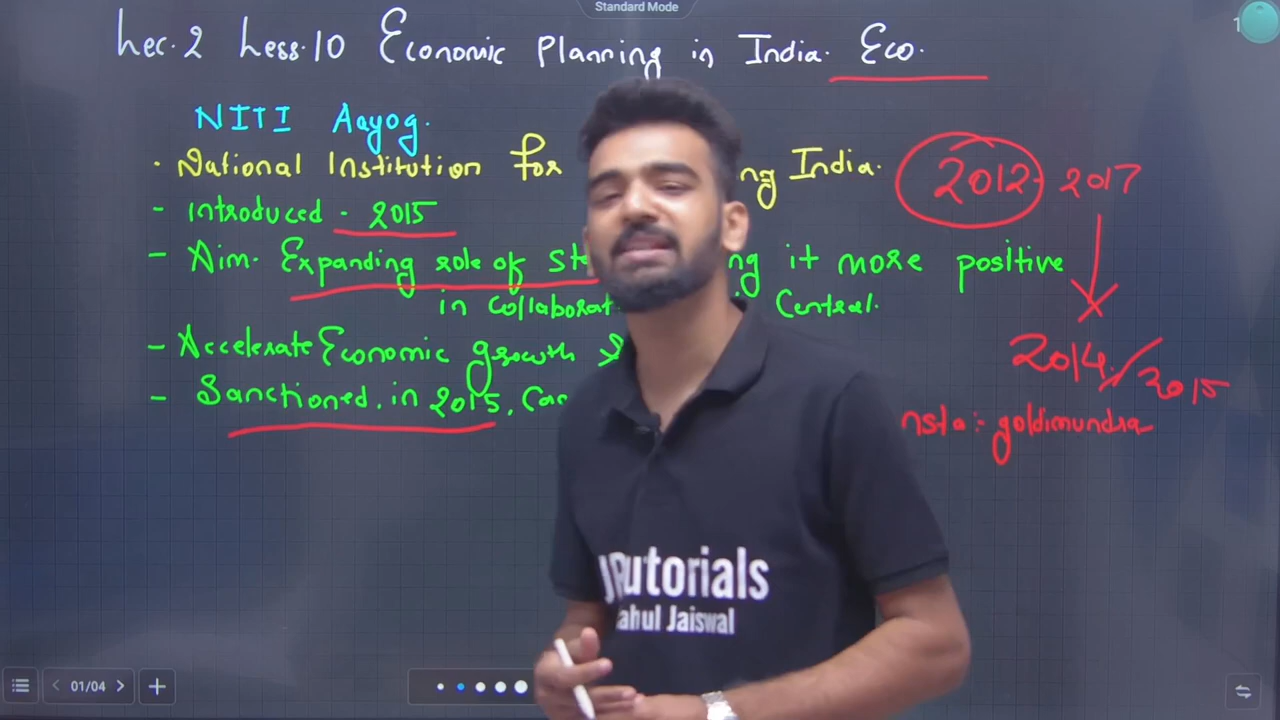 Standard Mode
Lec.2 Less.10 Economic Planning in India. Eco.
NITI Aayog.
· National Institution for ng India.
- Introduced - 2015
- Aim. Expanding role of st ng it more positive
in collaborat Central.
- Accelerate Economic growth
- Sanctioned, in 2015,
2012- 2017
2014/2015
nsta:- goldimundra
utorials
ahul Jaiswal
01/04